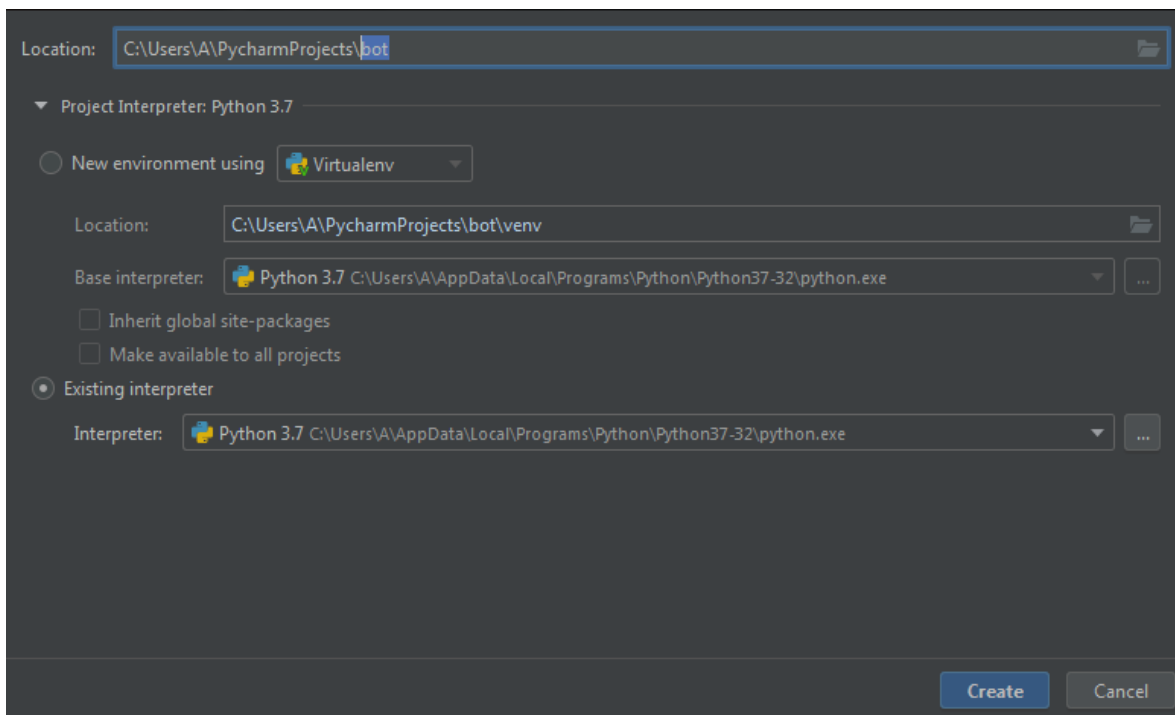 Location: C:\Users\A\PycharmProjects\bot
Project Interpreter: Python 3.7
New environment using Virtualenv
Location: C:\Users\A\PycharmProjects\bot\venv
Base interpreter: Python 3.7 C:\Users\A\AppData\Local\Programs\Python\Python37-32\python.exe ...
Inherit global site-packages
Make available to all projects
Existing interpreter
Interpreter: Python 3.7 C:\Users\A\AppData\Local\Programs\Python\Python37-32\python.exe ...
Create Cancel